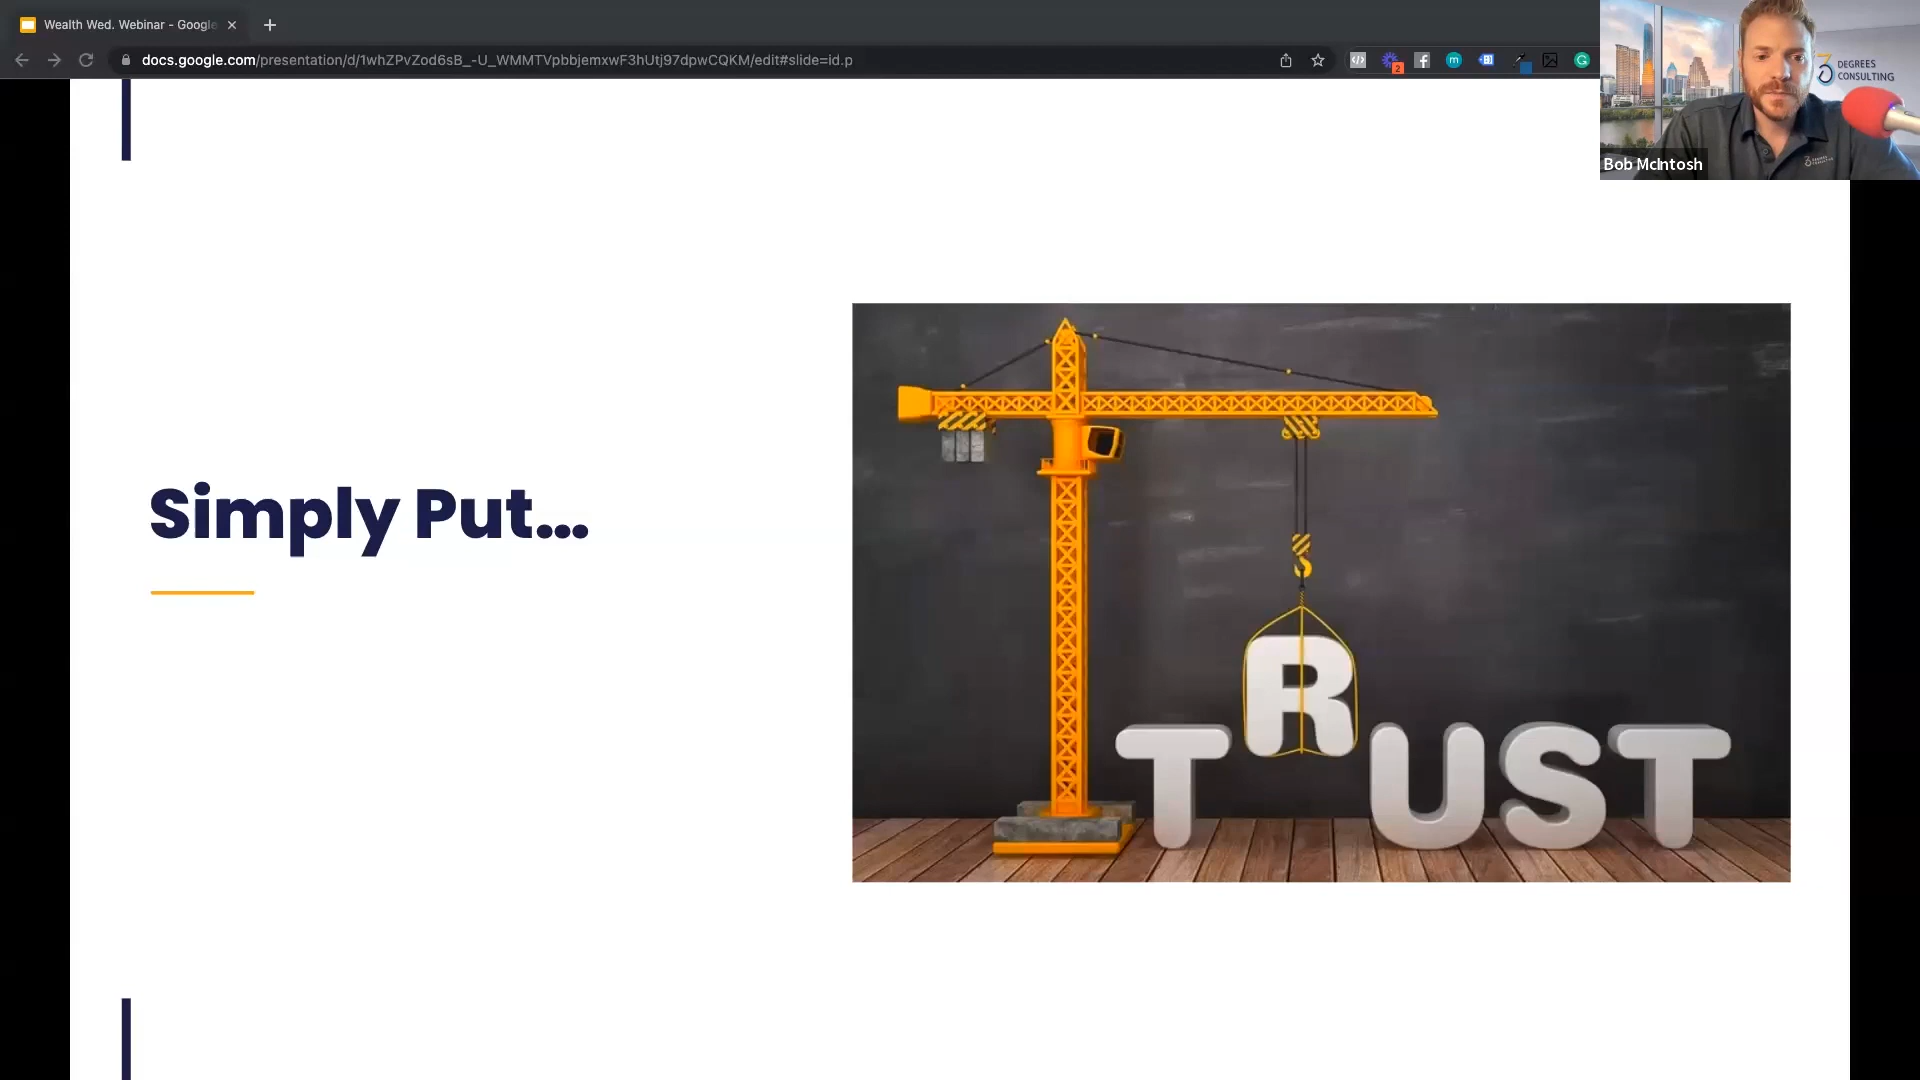 Wealth Wed. Webinar - Google
docs.google.com/presentation/d/1whZPvZod6sB_-U_WMMTVpbbjemxwF3hUtj97dpwCQKM/edit#slide=id.p
2
3 DEGREES
CONSULTING
Bob McIntosh
Simply Put...
TRUST